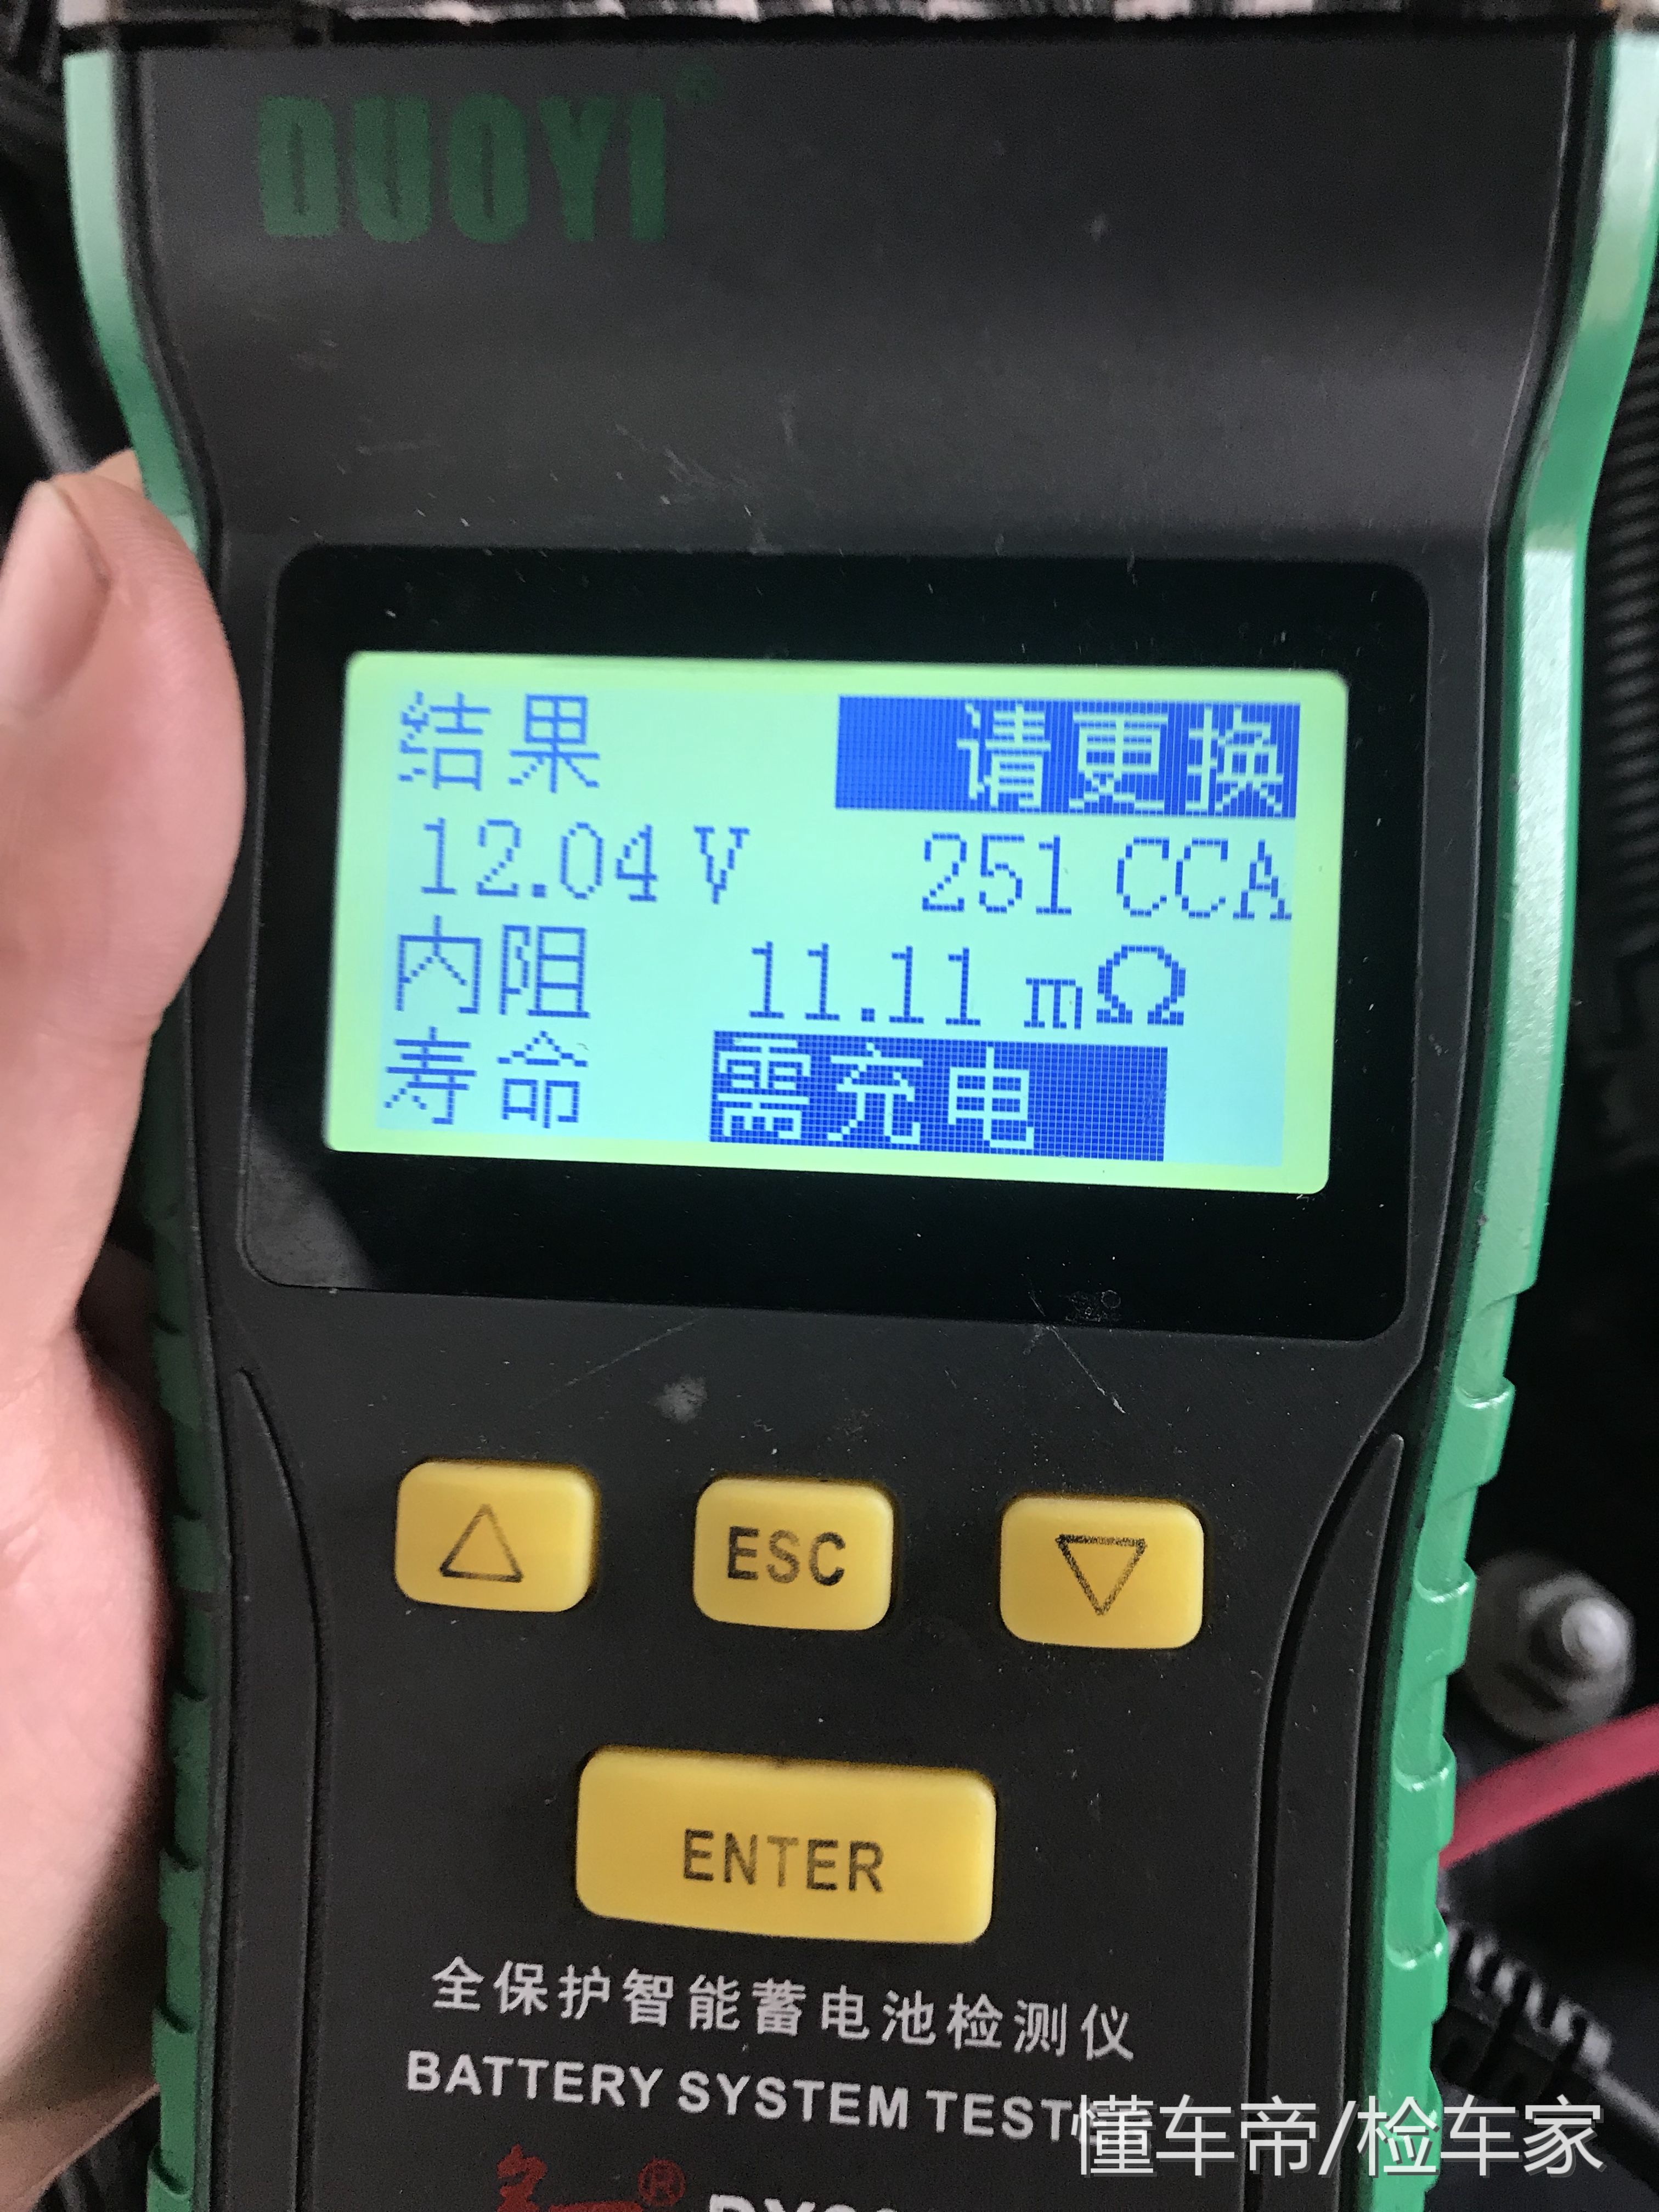 DUOYI®
结果 请更换
12.04 V 251 CCA
内阻 11.11 mΩ
寿命 需充电
△ ESC ▽
ENTER
全保护智能蓄电池检测仪
BATTERY SYSTEM
懂车帝/检车家
®